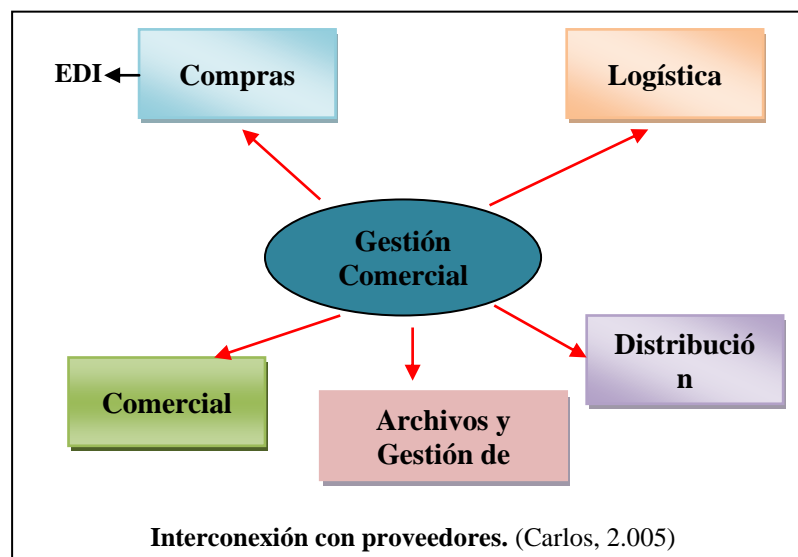 EDI
Compras
Logística
Gestión
Comercial
Distribució
n
Comercial
Archivos y
Gestión de
Interconexión con proveedores. (Carlos, 2.005)